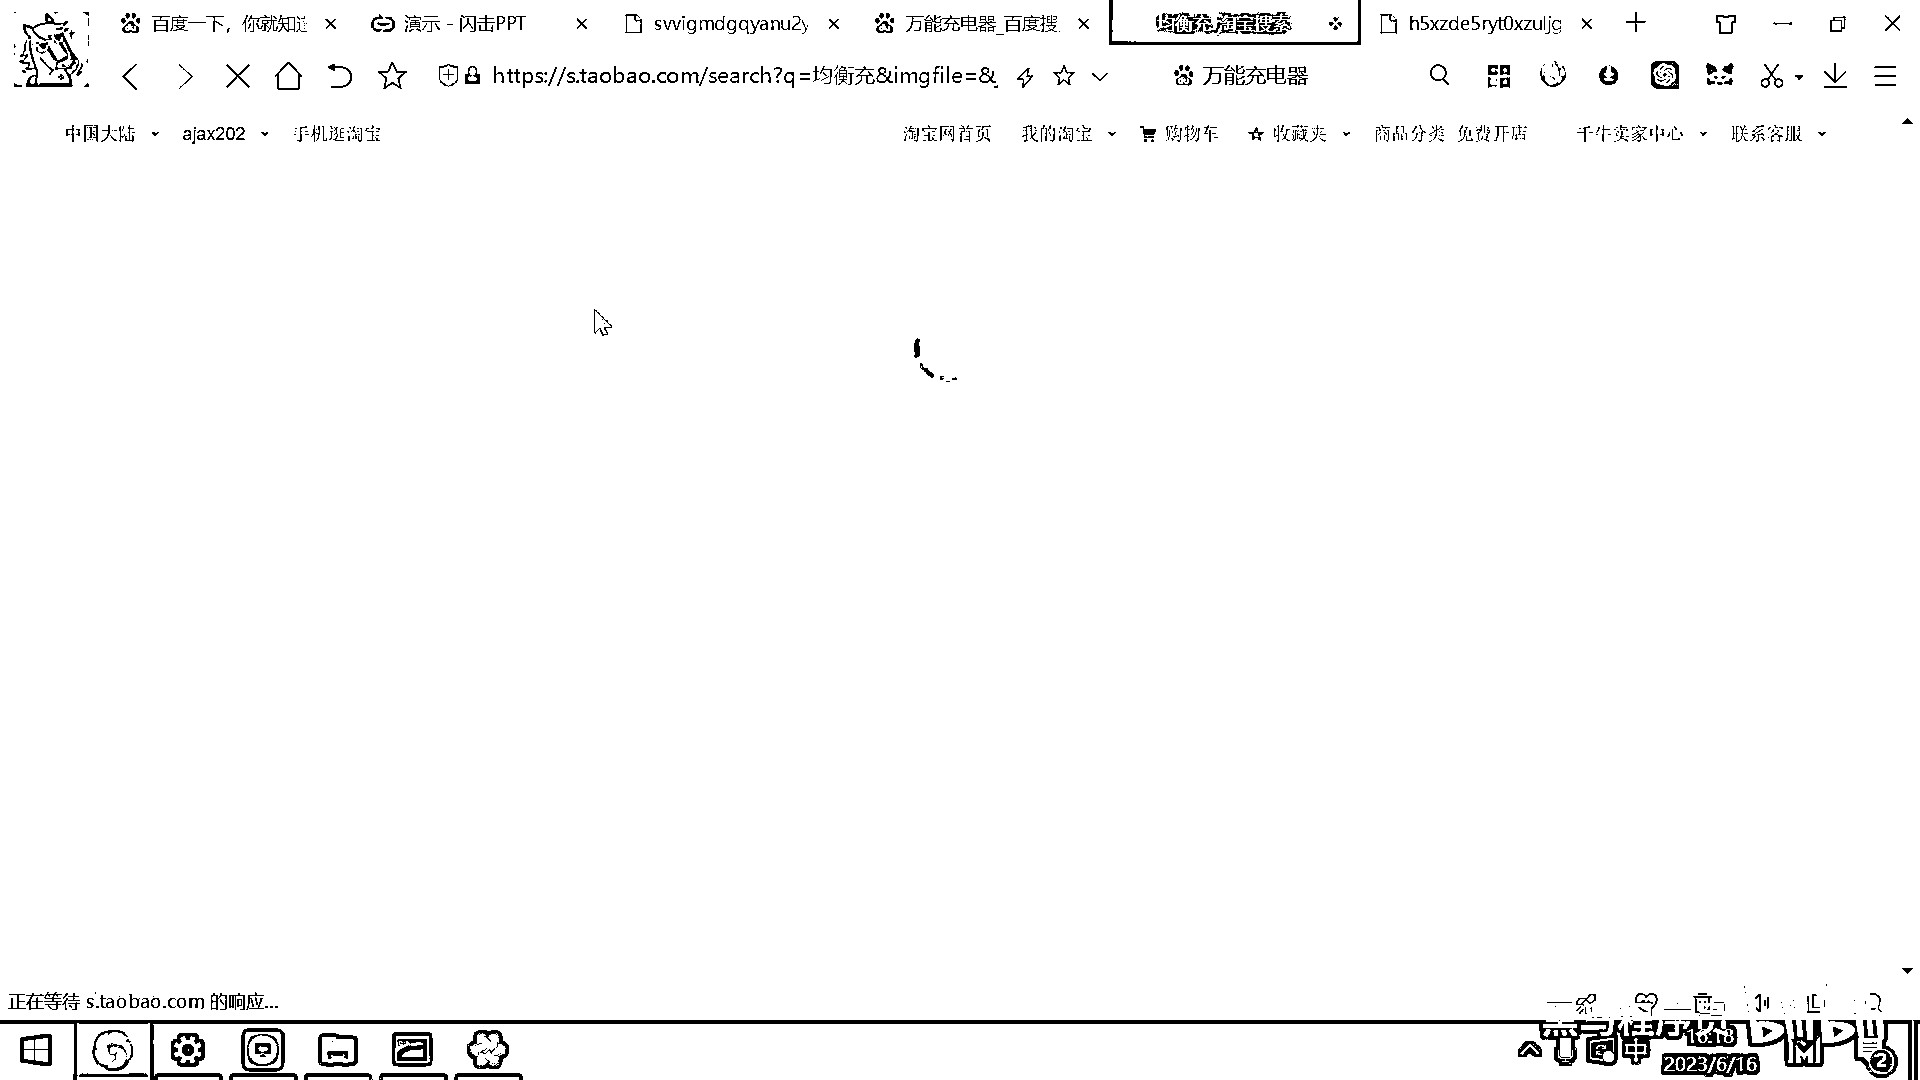 百度一下，你就知道
演示 - 闪击PPT
svvigmdgqyanu2y
万能充电器_百度搜
均衡充_淘宝搜索
h5xzde5ryt0xzuljg
https://s.taobao.com/search?q=均衡充&imgfile=&
万能充电器
中国大陆
ajax202
手机逛淘宝
淘宝网首页
我的淘宝
购物车
收藏夹
商品分类
免费开店
千牛卖家中心
联系客服
正在等待 s.taobao.com 的响应...
中
16:18
2023/6/16
2